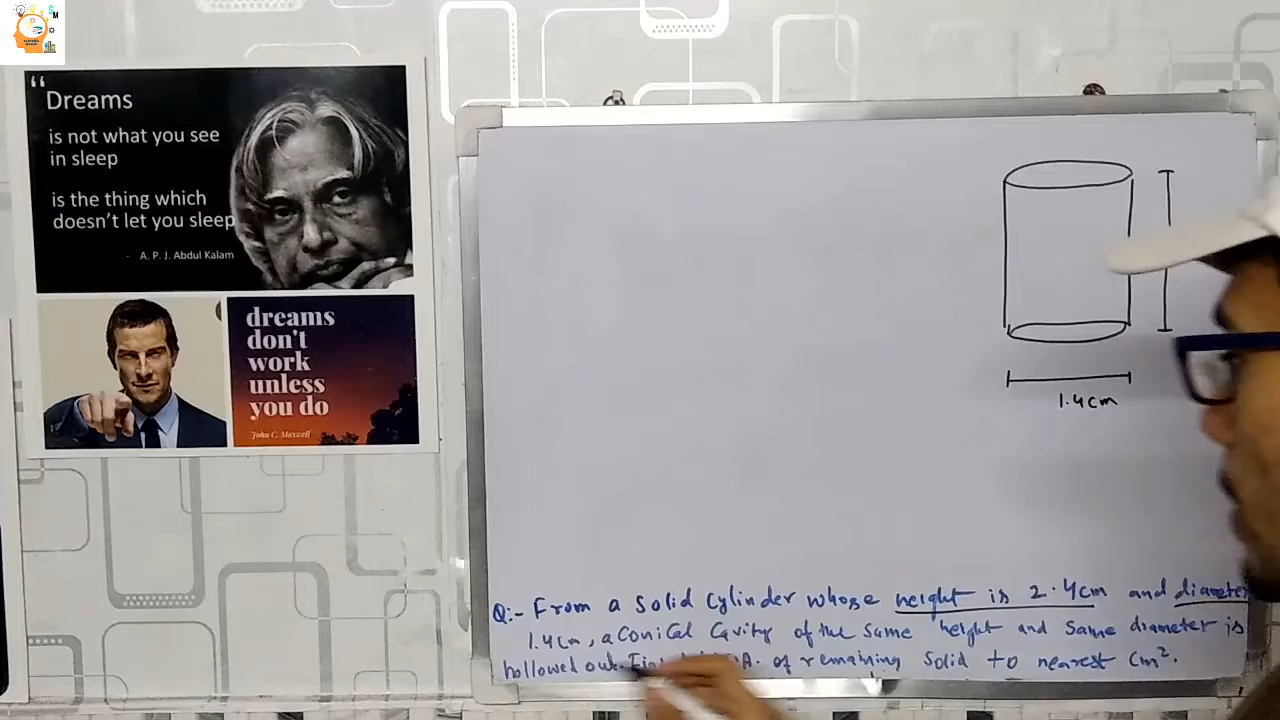 SM
“ Dreams
is not what you see
in sleep
is the thing which
doesn't let you sleep
- A. P. J. Abdul Kalam
dreams
don't
work
unless
you do
John C. Maxwell
1.4cm
Q:- From a solid cylinder whose height is 2.4cm and diameter
1.4cm, a conical cavity of the same height and same diameter is
hollowed out. A. of remaining solid to nearest cm².